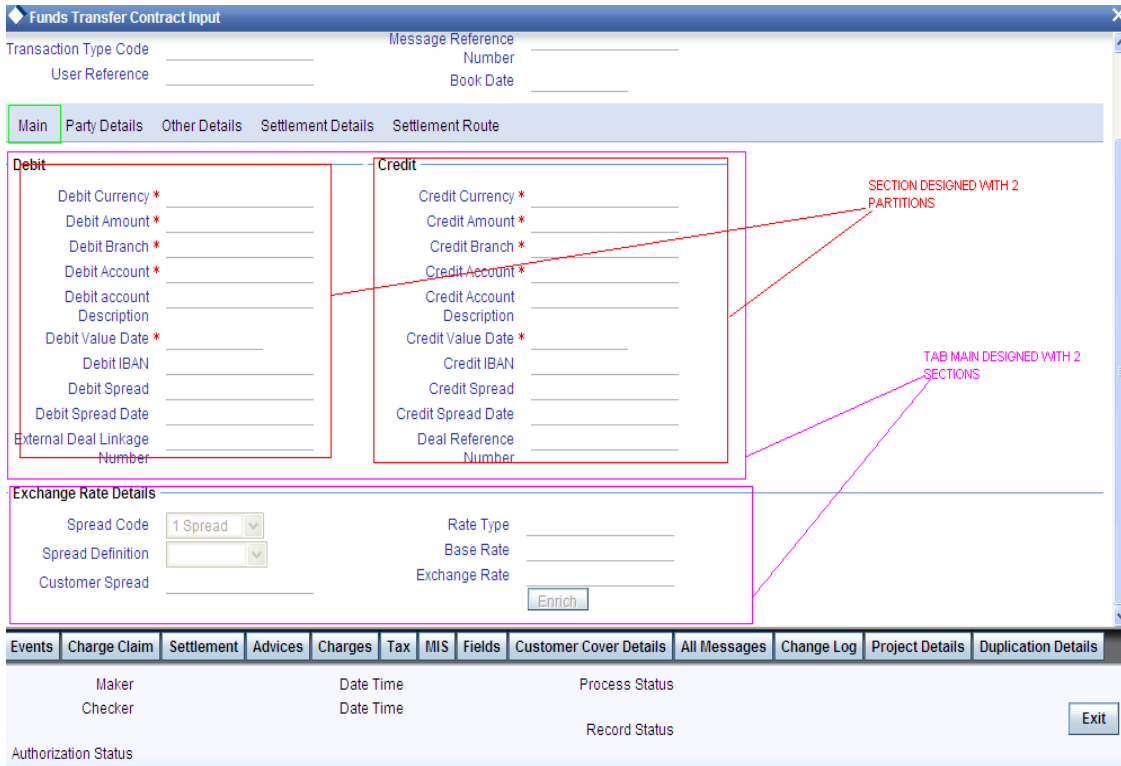 Funds Transfer Contract Input
Transaction Type Code
User Reference
Message Reference
Number
Book Date
Main Party Details Other Details Settlement Details Settlement Route
Debit
Debit Currency *
Debit Amount *
Debit Branch *
Debit Account *
Debit account
Description
Debit Value Date *
Debit IBAN
Debit Spread
Debit Spread Date
External Deal Linkage
Number
Credit
Credit Currency *
Credit Amount *
Credit Branch *
Credit Account *
Credit Account
Description
Credit Value Date *
Credit IBAN
Credit Spread
Credit Spread Date
Deal Reference
Number
SECTION DESIGNED WITH 2
PARTITIONS
TAB MAIN DESIGNED WITH 2
SECTIONS
Exchange Rate Details
Spread Code 1 Spread
Spread Definition
Customer Spread
Rate Type
Base Rate
Exchange Rate
Enrich
Events Charge Claim Settlement Advices Charges Tax MIS Fields Customer Cover Details All Messages Change Log Project Details Duplication Details
Maker Date Time Process Status
Checker Date Time
Record Status
Exit
Authorization Status